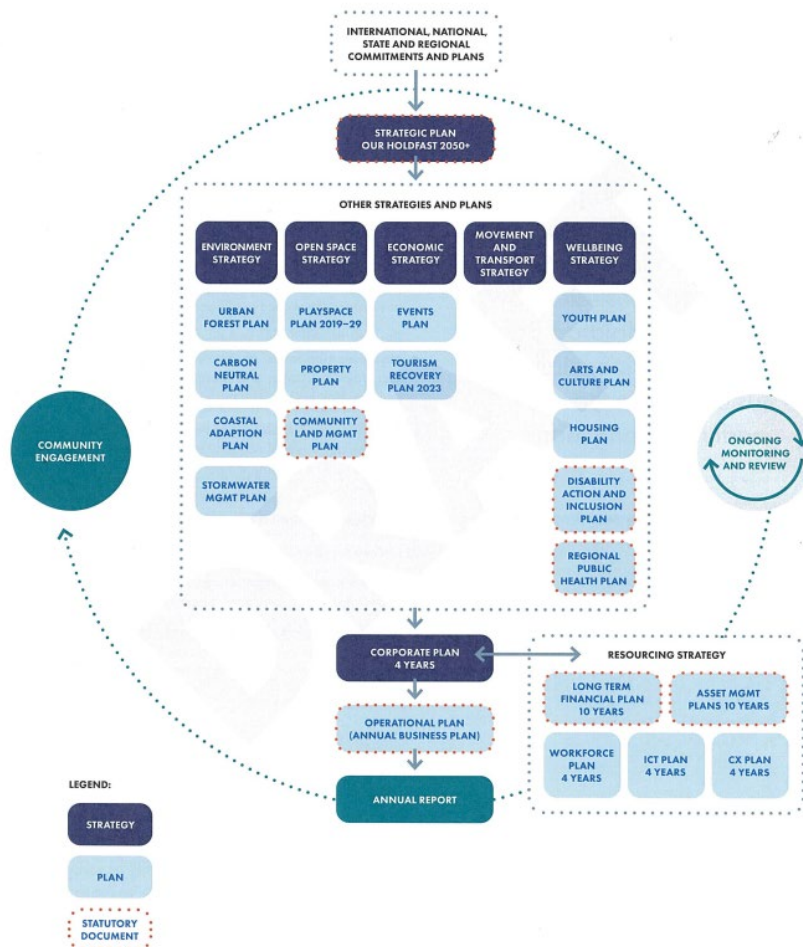 INTERNATIONAL, NATIONAL,
STATE AND REGIONAL
COMMITMENTS AND PLANS
STRATEGIC PLAN
OUR HOLDFAST 2050+
OTHER STRATEGIES AND PLANS
ENVIRONMENT
STRATEGY
OPEN SPACE
STRATEGY
ECONOMIC
STRATEGY
MOVEMENT
AND
TRANSPORT
STRATEGY
WELLBEING
STRATEGY
URBAN
FOREST PLAN
PLAYSPACE
PLAN 2019–29
EVENTS
PLAN
YOUTH PLAN
CARBON
NEUTRAL
PLAN
PROPERTY
PLAN
TOURISM
RECOVERY
PLAN 2023
ARTS AND
CULTURE PLAN
COASTAL
ADAPTION
PLAN
COMMUNITY
LAND MGMT
PLAN
HOUSING
PLAN
STORMWATER
MGMT PLAN
DISABILITY
ACTION AND
INCLUSION
PLAN
REGIONAL
PUBLIC
HEALTH PLAN
COMMUNITY
ENGAGEMENT
ONGOING
MONITORING
AND REVIEW
CORPORATE PLAN
4 YEARS
RESOURCING STRATEGY
LONG TERM
FINANCIAL PLAN
10 YEARS
ASSET MGMT
PLANS 10 YEARS
OPERATIONAL PLAN
(ANNUAL BUSINESS PLAN)
WORKFORCE
PLAN
4 YEARS
ICT PLAN
4 YEARS
CX PLAN
4 YEARS
ANNUAL REPORT
LEGEND:
STRATEGY
PLAN
STATUTORY
DOCUMENT
DRAFT